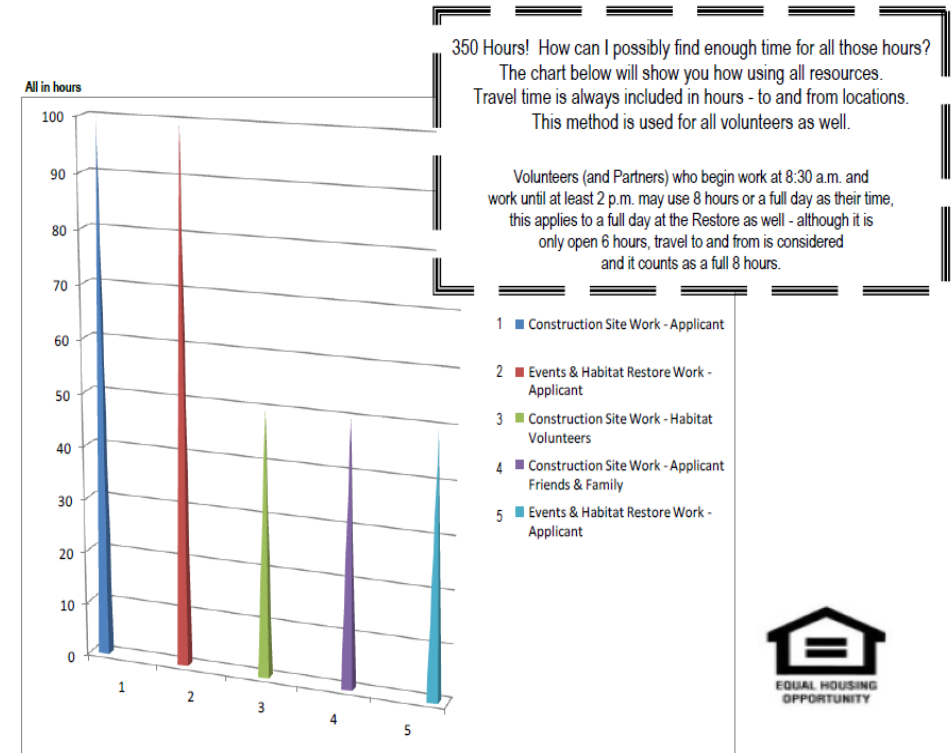 350 Hours!  How can I possibly find enough time for all those hours?
The chart below will show you how using all resources.
Travel time is always included in hours - to and from locations.
This method is used for all volunteers as well.
Volunteers (and Partners) who begin work at 8:30 a.m. and
work until at least 2 p.m. may use 8 hours or a full day as their time,
this applies to a full day at the Restore as well - although it is
only open 6 hours, travel to and from is considered
and it counts as a full 8 hours.
All in hours
100
90
80
70
60
50
40
30
20
10
0
1
2
3
4
5
1 Construction Site Work - Applicant
2 Events & Habitat Restore Work -
Applicant
3 Construction Site Work - Habitat
Volunteers
4 Construction Site Work - Applicant
Friends & Family
5 Events & Habitat Restore Work -
Applicant
EQUAL HOUSING
OPPORTUNITY